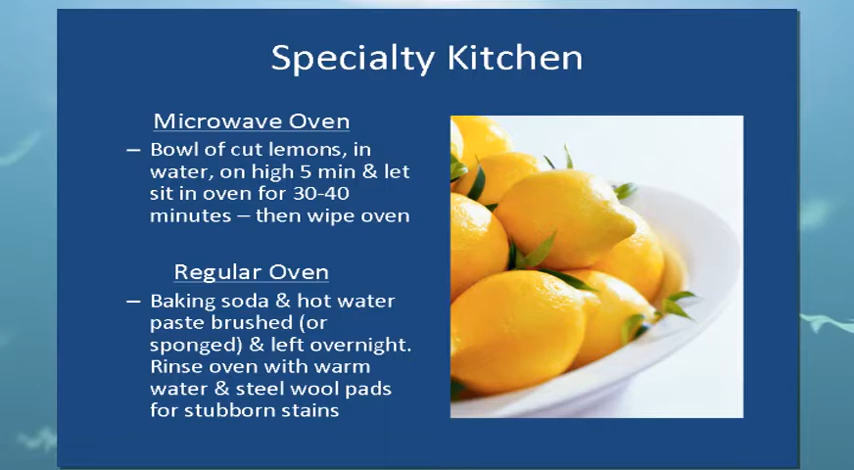 Specialty Kitchen
Microwave Oven
– Bowl of cut lemons, in
water, on high 5 min & let
sit in oven for 30-40
minutes – then wipe oven
Regular Oven
– Baking soda & hot water
paste brushed (or
sponged) & left overnight.
Rinse oven with warm
water & steel wool pads
for stubborn stains